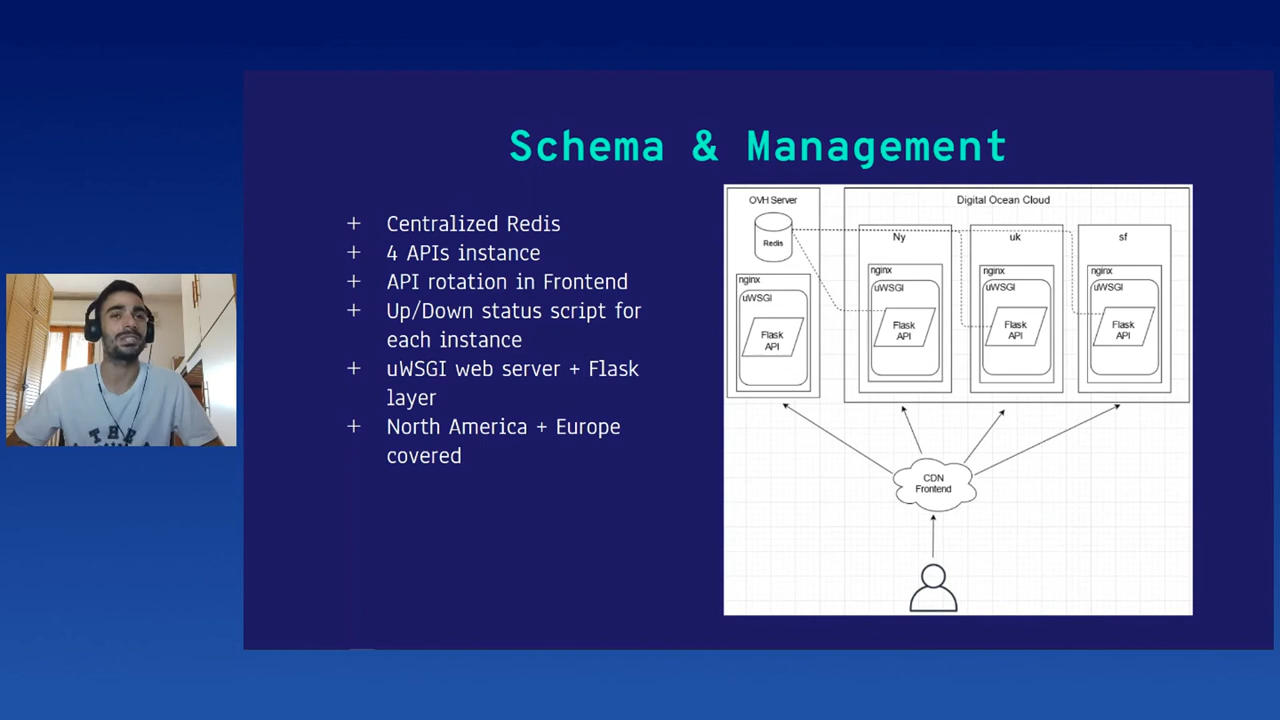 Schema & Management
+ Centralized Redis
+ 4 APIs instance
+ API rotation in Frontend
+ Up/Down status script for
each instance
+ uWSGI web server + Flask
layer
+ North America + Europe
covered
OVH Server
Redis
nginx
uWSGI
Flask
API
Digital Ocean Cloud
Ny
nginx
uWSGI
Flask
API
uk
nginx
uWSGI
Flask
API
sf
nginx
uWSGI
Flask
API
CDN
Frontend
THE